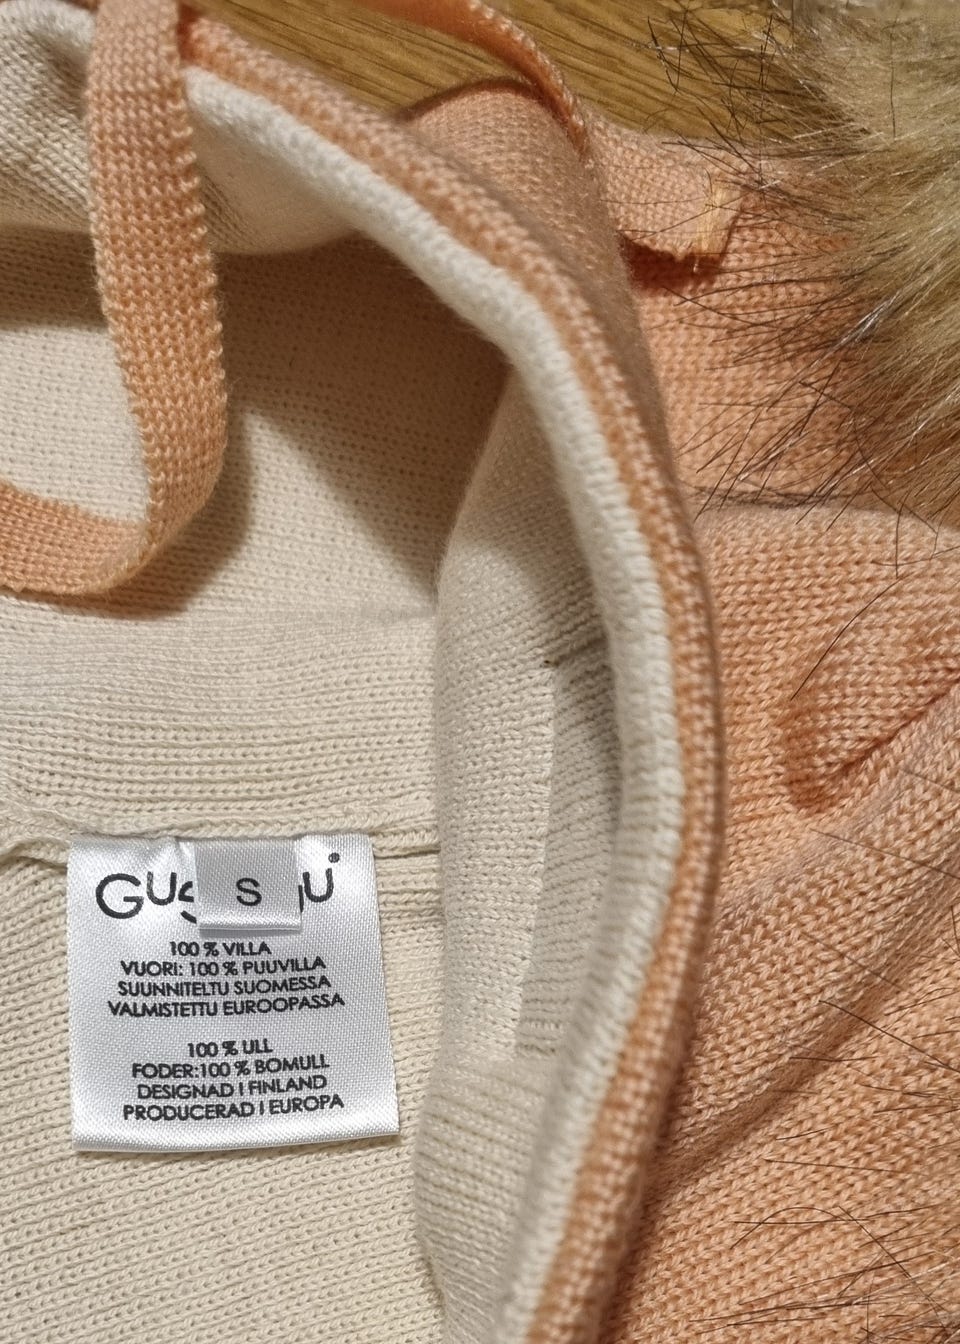 S
100 % VILLA
VUORI: 100 % PUUVILLA
SUUNNITELTU SUOMESSA
VALMISTETTU EUROOPASSA
100 % ULL
FODER:100 % BOMULL
DESIGNAD I FINLAND
PRODUCERAD I EUROPA